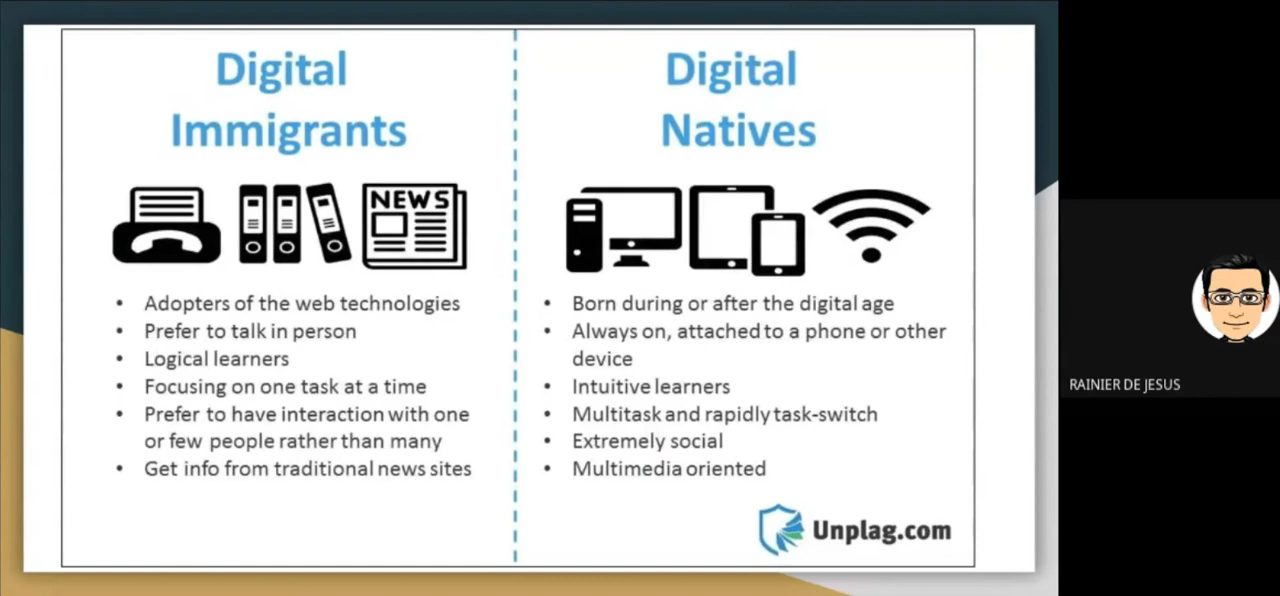 Digital
Immigrants
NEWS
• Adopters of the web technologies
• Prefer to talk in person
• Logical learners
• Focusing on one task at a time
• Prefer to have interaction with one
or few people rather than many
• Get info from traditional news sites
Digital
Natives
• Born during or after the digital age
• Always on, attached to a phone or other
device
• Intuitive learners
• Multitask and rapidly task-switch
• Extremely social
• Multimedia oriented
Unplag.com
RAINIER DE JESUS